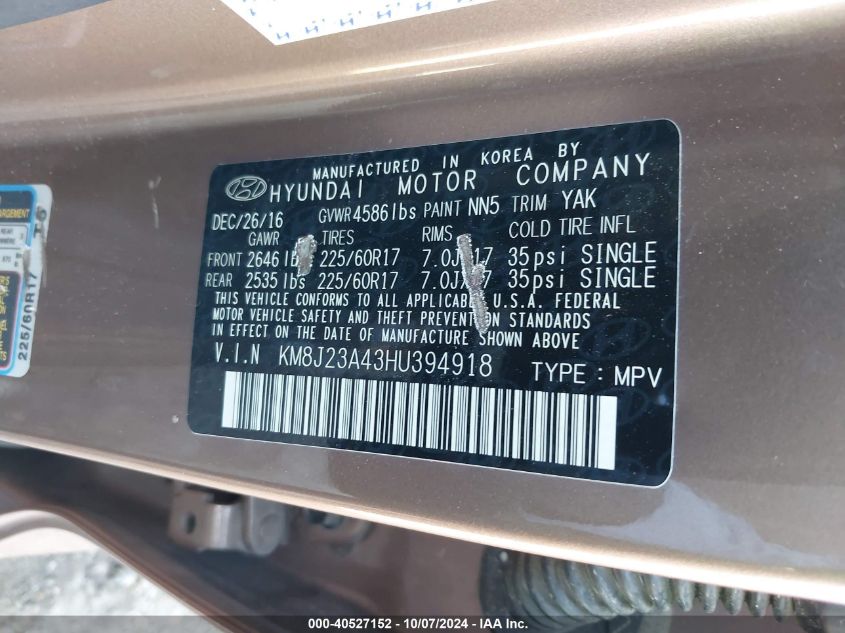 MANUFACTURED IN KOREA BY
HYUNDAI MOTOR COMPANY
DEC/26/16 GVWR 4586 lbs PAINT NN5 TRIM YAK
GAWR TIRES RIMS COLD TIRE INFL
FRONT 2646 lbs 225/60R17 7.0J 17 35psi SINGLE
REAR 2535 lbs 225/60R17 7.0JX 7 35psi SINGLE
THIS VEHICLE CONFORMS TO ALL APPLICABLE U.S.A. FEDERAL
MOTOR VEHICLE SAFETY AND THEFT PREVENTION STANDARDS
IN EFFECT ON THE DATE OF MANUFACTURE SHOWN ABOVE
V.I.N KM8J23A43HU394918 TYPE : MPV
225/60R17
000-40527152 | 10/07/2024 - IAA Inc.